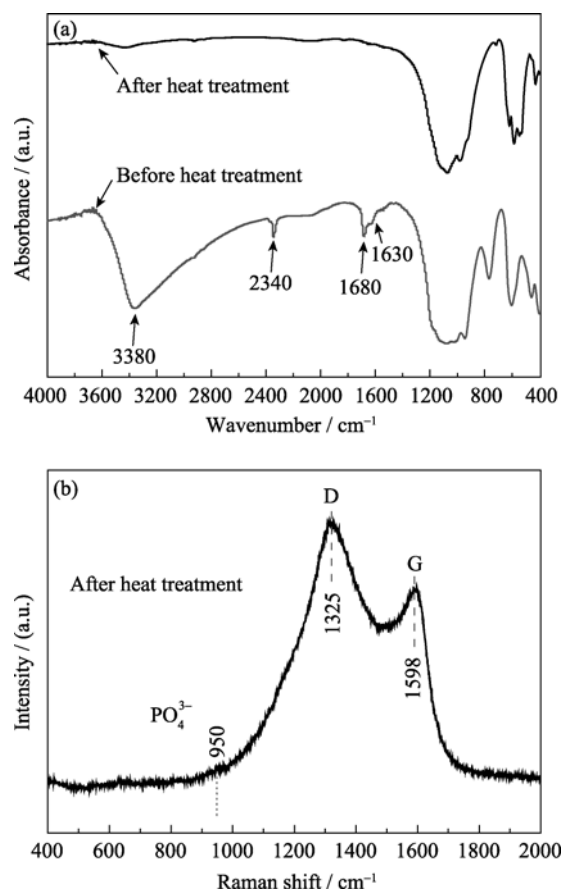 (a)
After heat treatment
Before heat treatment
2340
1680
1630
3380
Absorbance / (a.u.)
4000 3600 3200 2800 2400 2000 1600 1200 800 400
Wavenumber / cm⁻¹
(b)
D
G
After heat treatment
1325
1598
PO₄³⁻
950
Intensity / (a.u.)
400 600 800 1000 1200 1400 1600 1800 2000
Raman shift / cm⁻¹